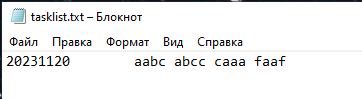 tasklist.txt – Блокнот
Файл Правка Формат Вид Справка
20231120 aabc abcc caaa faaf